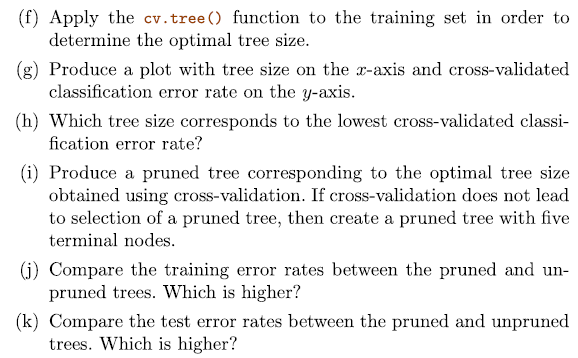 (f) Apply the cv.tree() function to the training set in order to
determine the optimal tree size.
(g) Produce a plot with tree size on the x-axis and cross-validated
classification error rate on the y-axis.
(h) Which tree size corresponds to the lowest cross-validated classi-
fication error rate?
(i) Produce a pruned tree corresponding to the optimal tree size
obtained using cross-validation. If cross-validation does not lead
to selection of a pruned tree, then create a pruned tree with five
terminal nodes.
(j) Compare the training error rates between the pruned and un-
pruned trees. Which is higher?
(k) Compare the test error rates between the pruned and unpruned
trees. Which is higher?